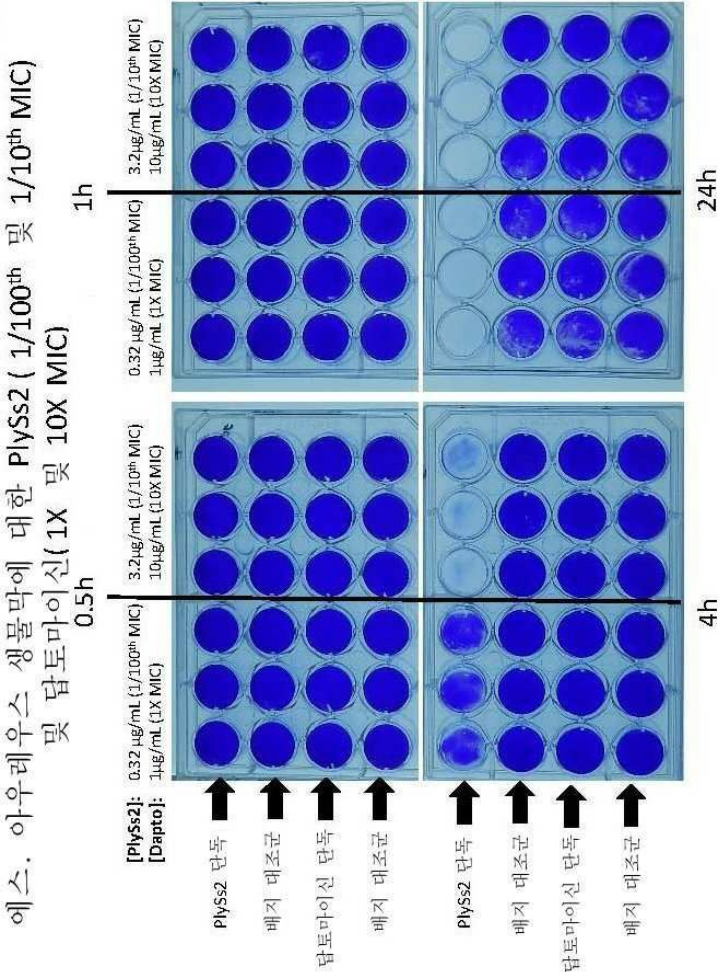 에스. 아우레우스 생물막에 대한 PlySs2 ( 1/100th 및 1/10th MIC)
및 답토마이신( 1X 및 10X MIC)
0.5h
1h
[PlySs2]: 0.32 µg/mL (1/100th MIC) 3.2µg/mL (1/10th MIC) 0.32 µg/mL (1/100th MIC) 3.2µg/mL (1/10th MIC)
[Dapto]: 1µg/mL (1X MIC) 10µg/mL (10X MIC) 1µg/mL (1X MIC) 10µg/mL (10X MIC)
PlySs2 단독
배지 대조군
답토마이신 단독
배지 대조군
PlySs2 단독
배지 대조군
답토마이신 단독
배지 대조군
4h
24h